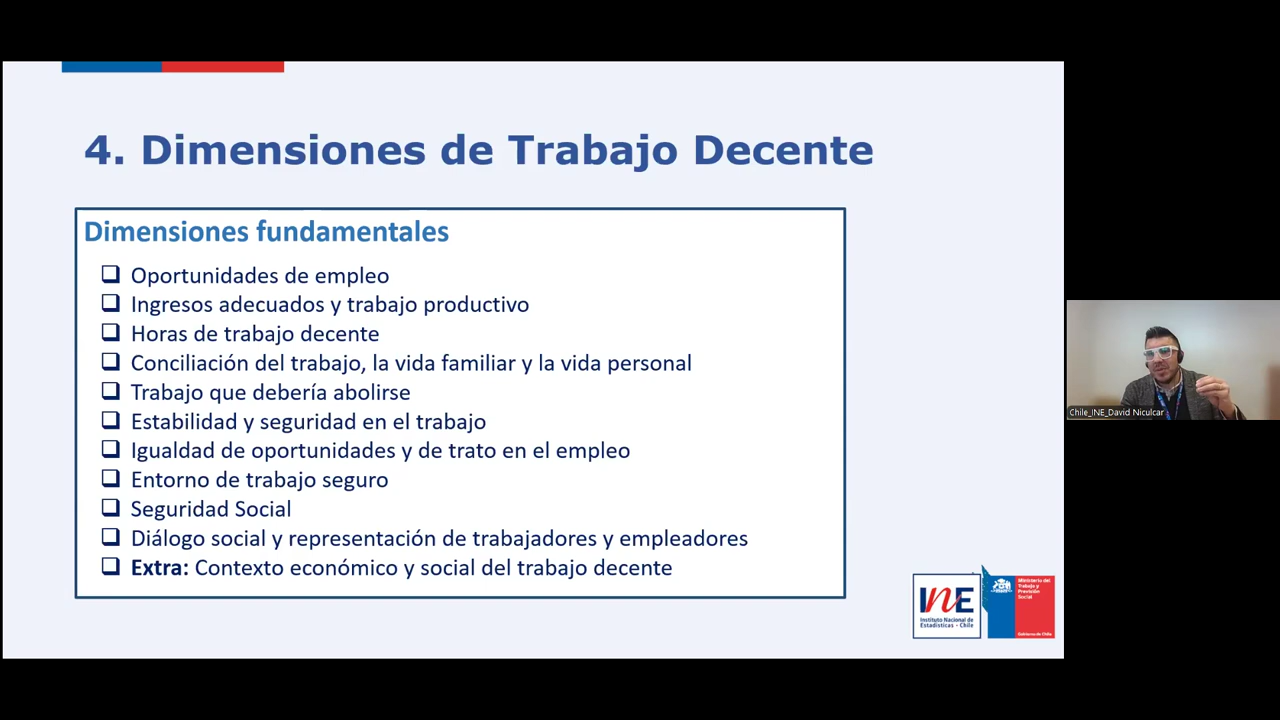 4. Dimensiones de Trabajo Decente
Dimensiones fundamentales
Oportunidades de empleo
Ingresos adecuados y trabajo productivo
Horas de trabajo decente
Conciliación del trabajo, la vida familiar y la vida personal
Trabajo que debería abolirse
Estabilidad y seguridad en el trabajo
Igualdad de oportunidades y de trato en el empleo
Entorno de trabajo seguro
Seguridad Social
Diálogo social y representación de trabajadores y empleadores
Extra: Contexto económico y social del trabajo decente
INE
Instituto Nacional de
Estadísticas - Chile
Ministerio del
Trabajo y
Previsión
Social
Gobierno de Chile
Chile_INE_David Niculcar